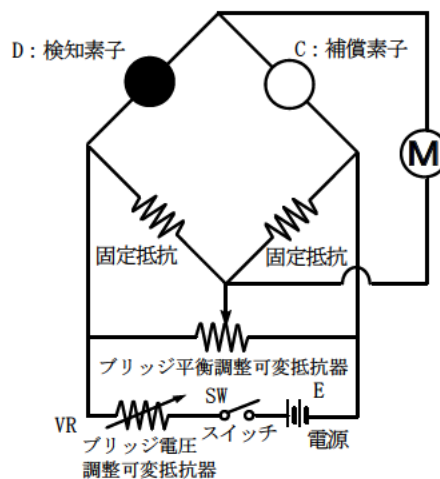 D：検知素子
C：補償素子
M
固定抵抗
固定抵抗
ブリッジ平衡調整可変抵抗器
SW
E
VR
スイッチ
電源
ブリッジ電圧
調整可変抵抗器